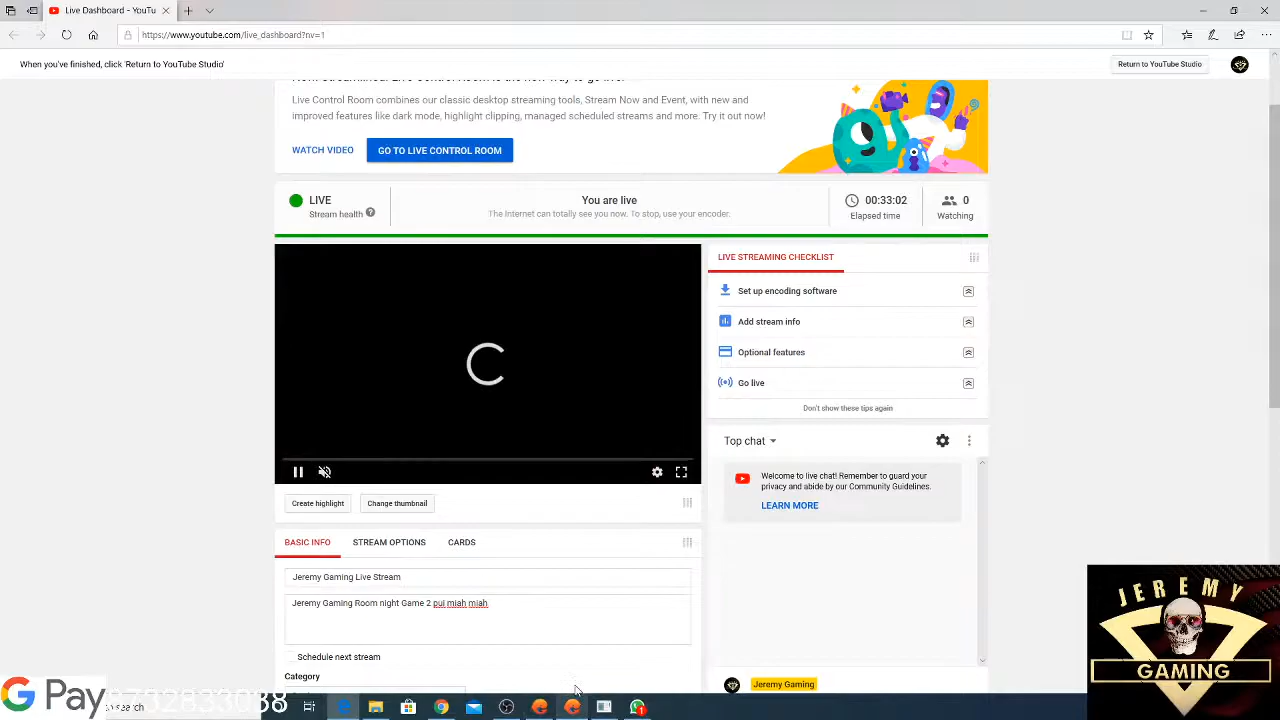 Live Dashboard - YouTu
https://www.youtube.com/live_dashboard?nv=1
When you've finished, click 'Return to YouTube Studio'
Return to YouTube Studio
Live Control Room combines our classic desktop streaming tools, Stream Now and Event, with new and
improved features like dark mode, highlight clipping, managed scheduled streams and more. Try it out now!
WATCH VIDEO
GO TO LIVE CONTROL ROOM
LIVE
Stream health
You are live
The Internet can totally see you now. To stop, use your encoder.
00:33:02
Elapsed time
0
Watching
LIVE STREAMING CHECKLIST
Set up encoding software
Add stream info
Optional features
Go live
Don't show these tips again
Top chat
Welcome to live chat! Remember to guard your
privacy and abide by our Community Guidelines.
LEARN MORE
Create highlight
Change thumbnail
BASIC INFO
STREAM OPTIONS
CARDS
Jeremy Gaming Live Stream
Jeremy Gaming Room night Game 2 pui miah miah
Schedule next stream
Category
Jeremy Gaming
G Pay
search
1
JEREMY
GAMING